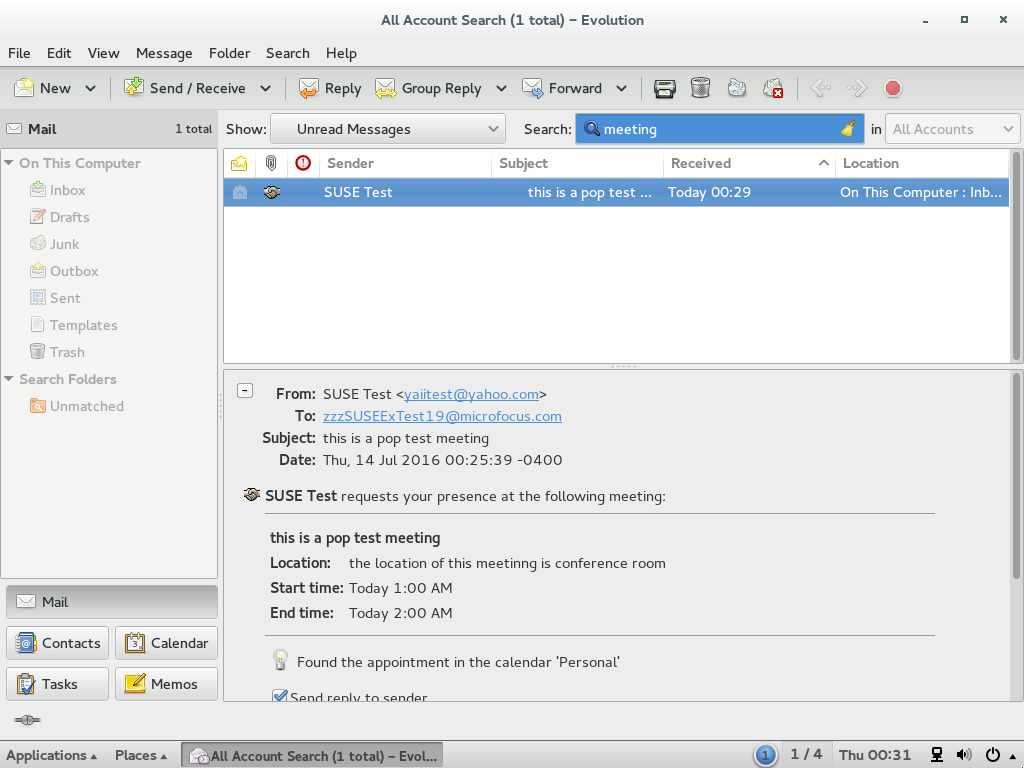 All Account Search (1 total) – Evolution
File Edit View Message Folder Search Help
New Send / Receive Reply Group Reply Forward
Mail 1 total Show: Unread Messages Search: meeting in All Accounts
On This Computer
Inbox
Drafts
Junk
Outbox
Sent
Templates
Trash
Search Folders
Unmatched
Mail
Contacts Calendar
Tasks Memos
Sender Subject Received Location
SUSE Test this is a pop test ... Today 00:29 On This Computer : Inb...
From: SUSE Test <yaiitest@yahoo.com>
To: zzzSUSEExTest19@microfocus.com
Subject: this is a pop test meeting
Date: Thu, 14 Jul 2016 00:25:39 -0400
SUSE Test requests your presence at the following meeting:
this is a pop test meeting
Location: the location of this meetinng is conference room
Start time: Today 1:00 AM
End time: Today 2:00 AM
Found the appointment in the calendar 'Personal'
Send reply to sender
Applications Places All Account Search (1 total) – Evol... 1 1 / 4 Thu 00:31